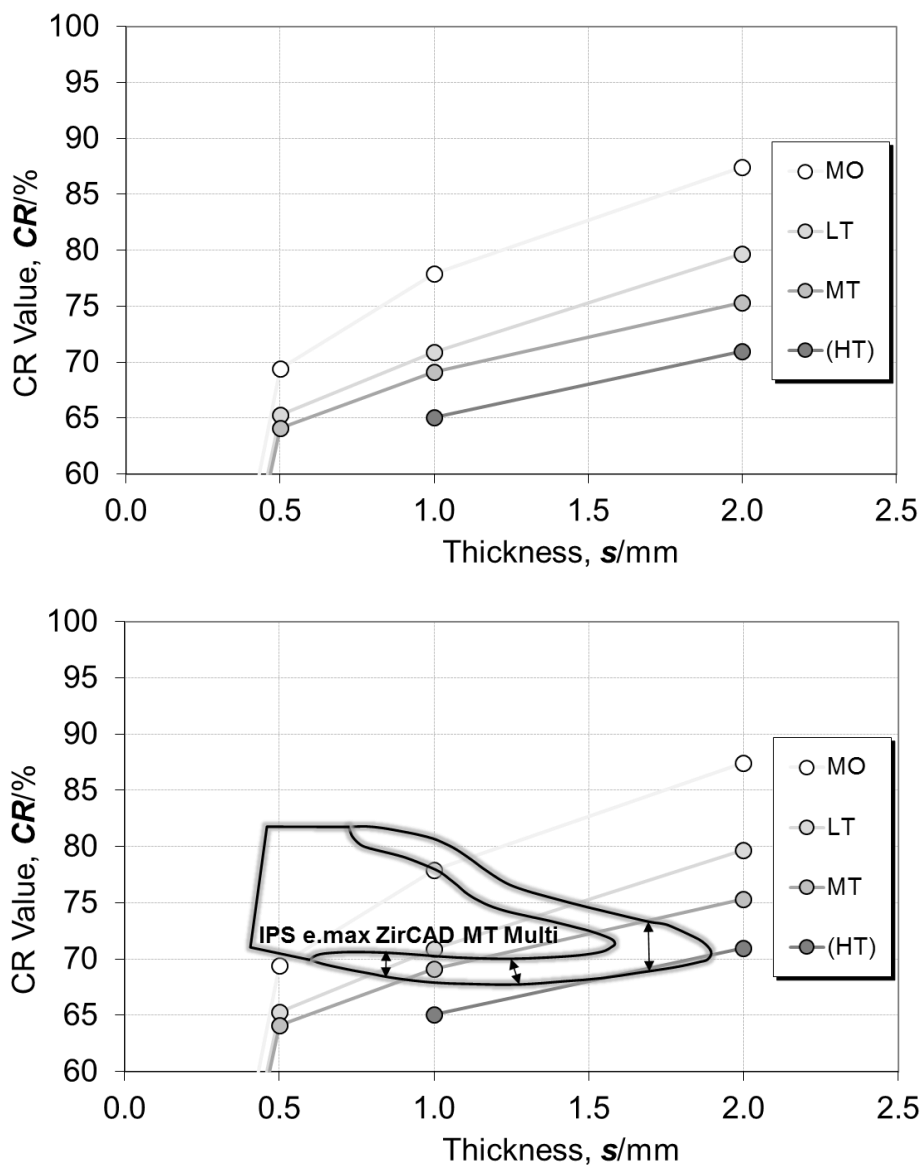 100
95
90
85
80
75
70
65
60
CR Value, CR/%
0.0 0.5 1.0 1.5 2.0 2.5
Thickness, s/mm
MO
LT
MT
(HT)
100
95
90
85
80
75
70
65
60
CR Value, CR/%
IPS e.max ZirCAD MT Multi
0.0 0.5 1.0 1.5 2.0 2.5
Thickness, s/mm
MO
LT
MT
(HT)